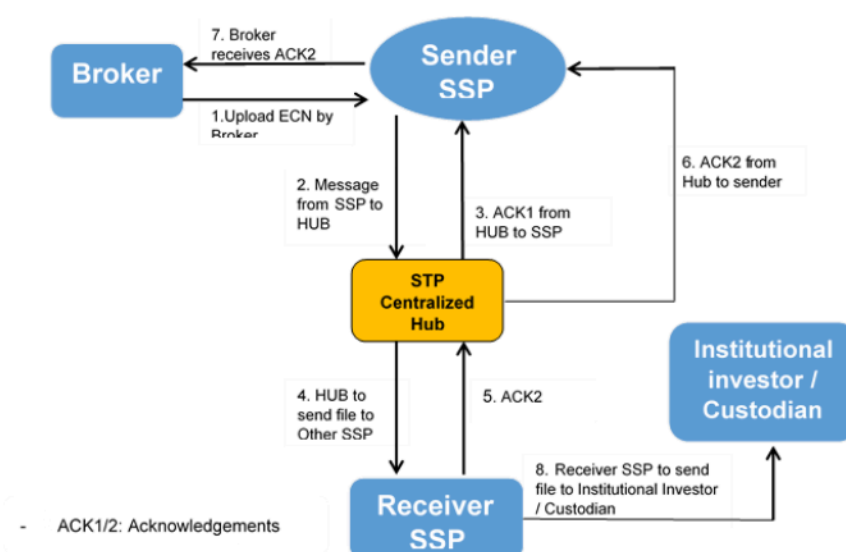 7. Broker
receives ACK2
Broker
Sender
SSP
1.Upload ECN by
Broker
2. Message
from SSP to
HUB
3. ACK1 from
HUB to SSP
6. ACK2 from
Hub to sender
STP
Centralized
Hub
Institutional
investor /
Custodian
4. HUB to
send file to
Other SSP
5. ACK2
8. Receiver SSP to send
file to Institutional Investor
/ Custodian
Receiver
SSP
- ACK1/2: Acknowledgements